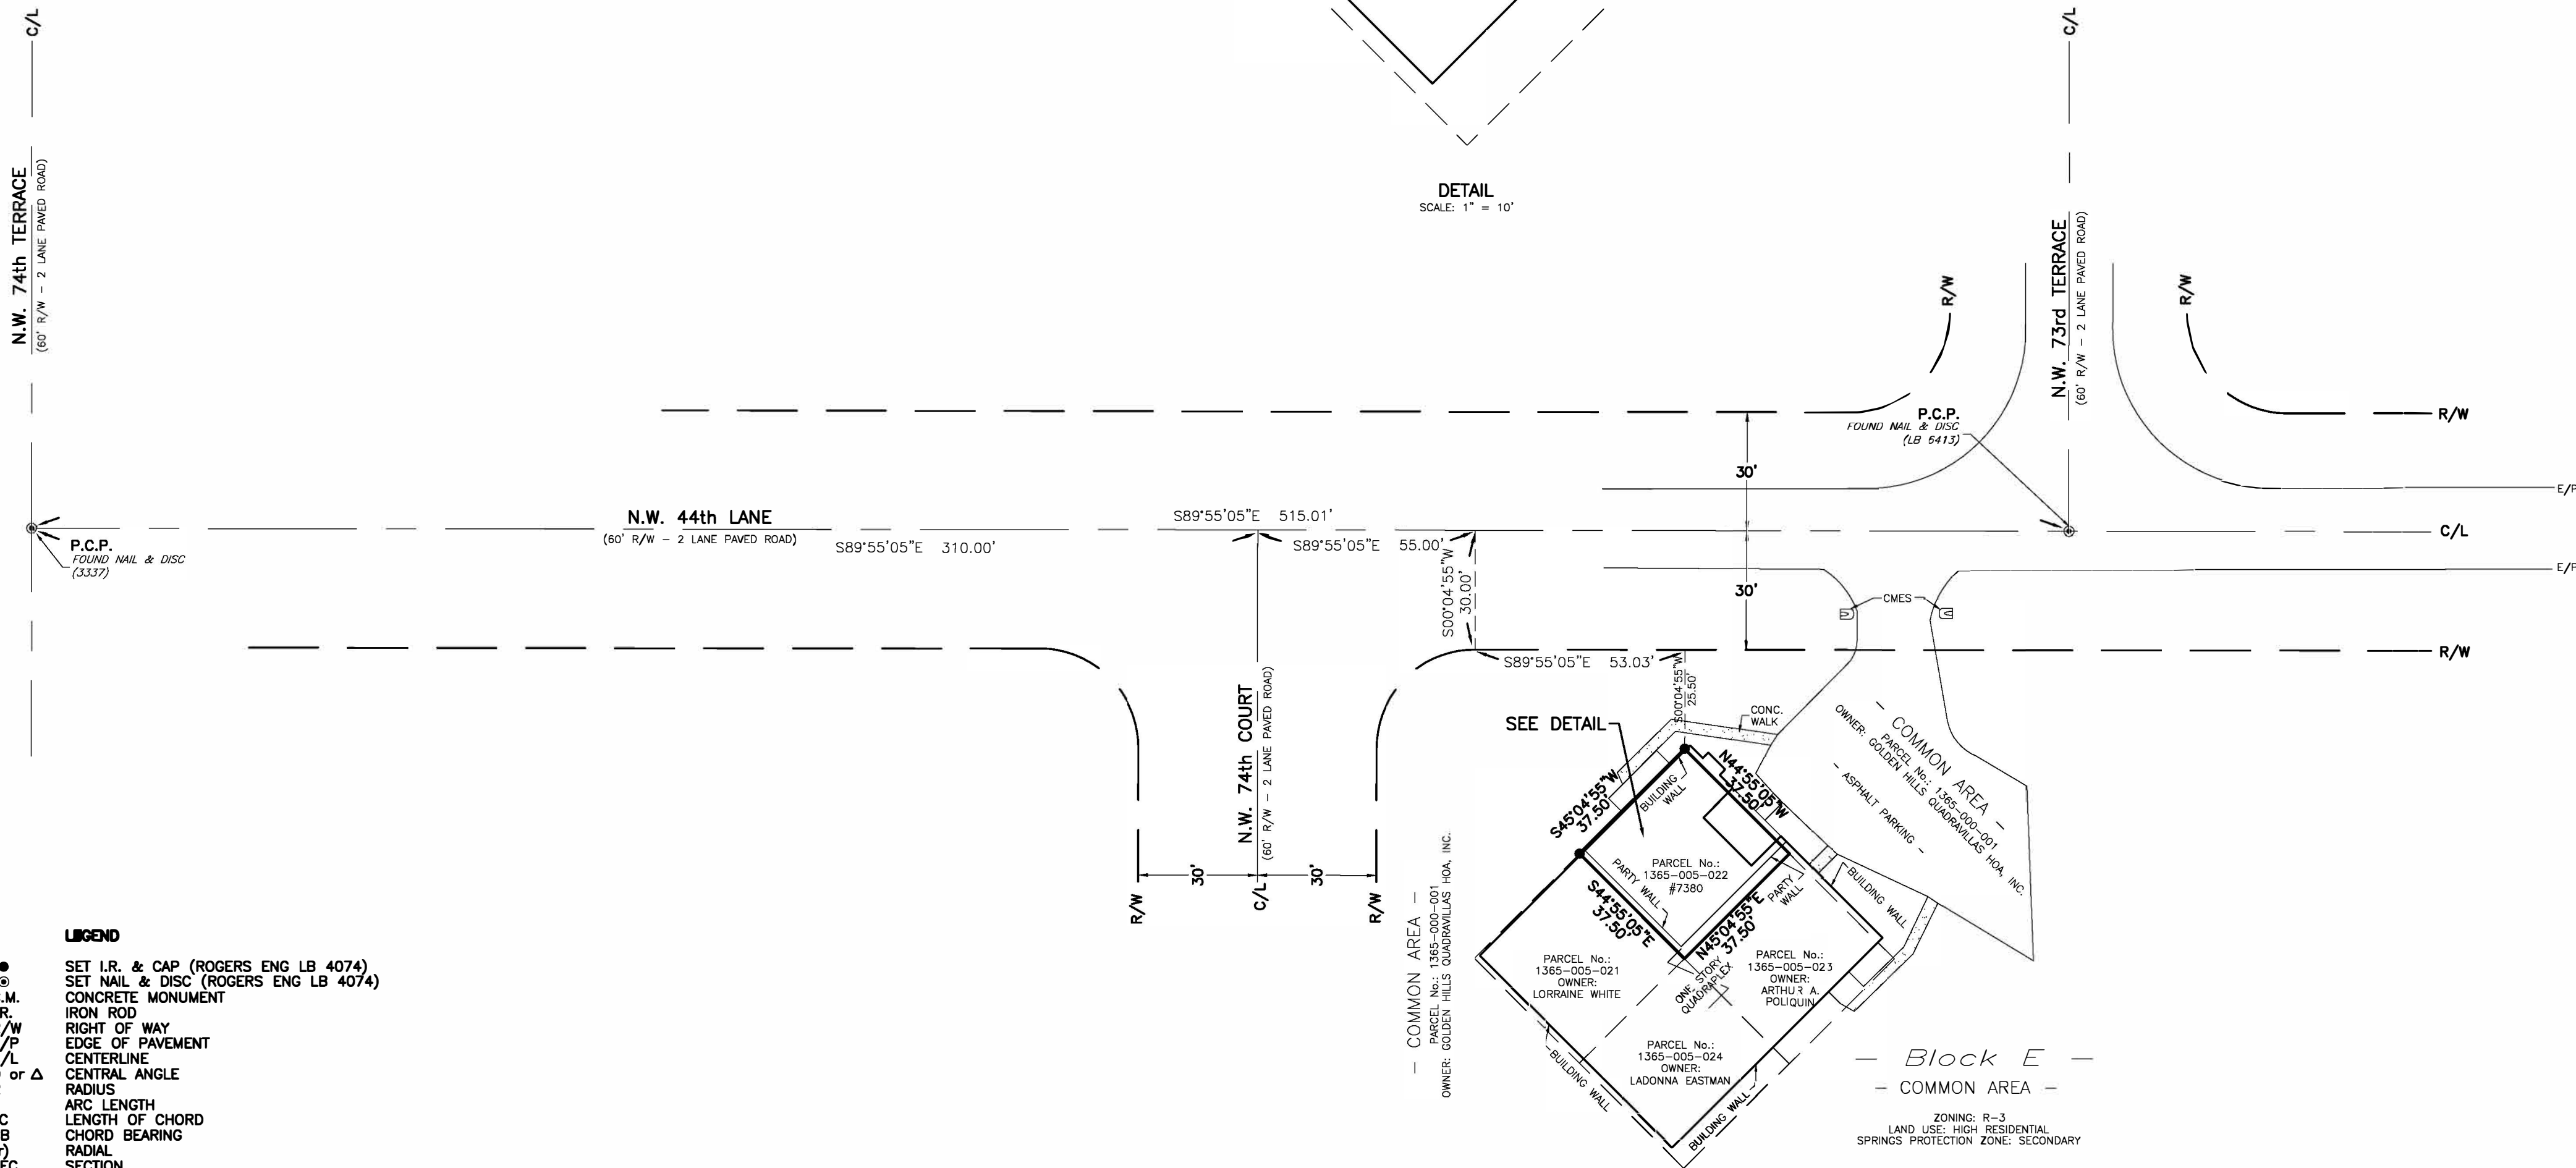 C/L
N.W. 74th TERRACE
(60' R/W - 2 LANE PAVED ROAD)
DETAIL
SCALE: 1" = 10'
C/L
N.W. 73rd TERRACE
(60' R/W - 2 LANE PAVED ROAD)
R/W
R/W
P.C.P.
FOUND NAIL & DISC
(LB 6413)
R/W
30'
E/P
N.W. 44th LANE
(60' R/W - 2 LANE PAVED ROAD)
S89°55'05"E 515.01'
S89°55'05"E 310.00'
S89°55'05"E 55.00'
C/L
P.C.P.
FOUND NAIL & DISC
(3337)
S00°04'55"W
30.00'
30'
E/P
CMES
R/W
S89°55'05"E 53.03'
S00°04'55"W
25.50'
N.W. 74th COURT
(60' R/W - 2 LANE PAVED ROAD)
SEE DETAIL
CONC.
WALK
- COMMON AREA -
PARCEL No.: 1365-000-001
OWNER: GOLDEN HILLS QUADRAVILLAS HOA, INC.
- ASPHALT PARKING -
S45°04'55"W
37.50'
N44°55'05"W
37.50'
BUILDING
WALL
PARCEL No.:
1365-005-022
#7380
PARTY WALL
PARTY
WALL
BUILDING WALL
S44°55'05"E
37.50'
N45°04'55"E
37.50'
30'
30'
R/W
C/L
R/W
- COMMON AREA -
PARCEL No.: 1365-000-001
OWNER: GOLDEN HILLS QUADRAVILLAS HOA, INC.
PARCEL No.:
1365-005-021
OWNER:
LORRAINE WHITE
ONE STORY
QUADRAPLEX
PARCEL No.:
1365-005-023
OWNER:
ARTHUR A.
POLIQUIN
PARCEL No.:
1365-005-024
OWNER:
LADONNA EASTMAN
BUILDING WALL
BUILDING WALL
- Block E -
- COMMON AREA -
ZONING: R-3
LAND USE: HIGH RESIDENTIAL
SPRINGS PROTECTION ZONE: SECONDARY
LEGEND
SET I.R. & CAP (ROGERS ENG LB 4074)
SET NAIL & DISC (ROGERS ENG LB 4074)
.M. CONCRETE MONUMENT
R. IRON ROD
/W RIGHT OF WAY
/P EDGE OF PAVEMENT
/L CENTERLINE
or Δ CENTRAL ANGLE
RADIUS
ARC LENGTH
C LENGTH OF CHORD
B CHORD BEARING
) RADIAL
EC SECTION